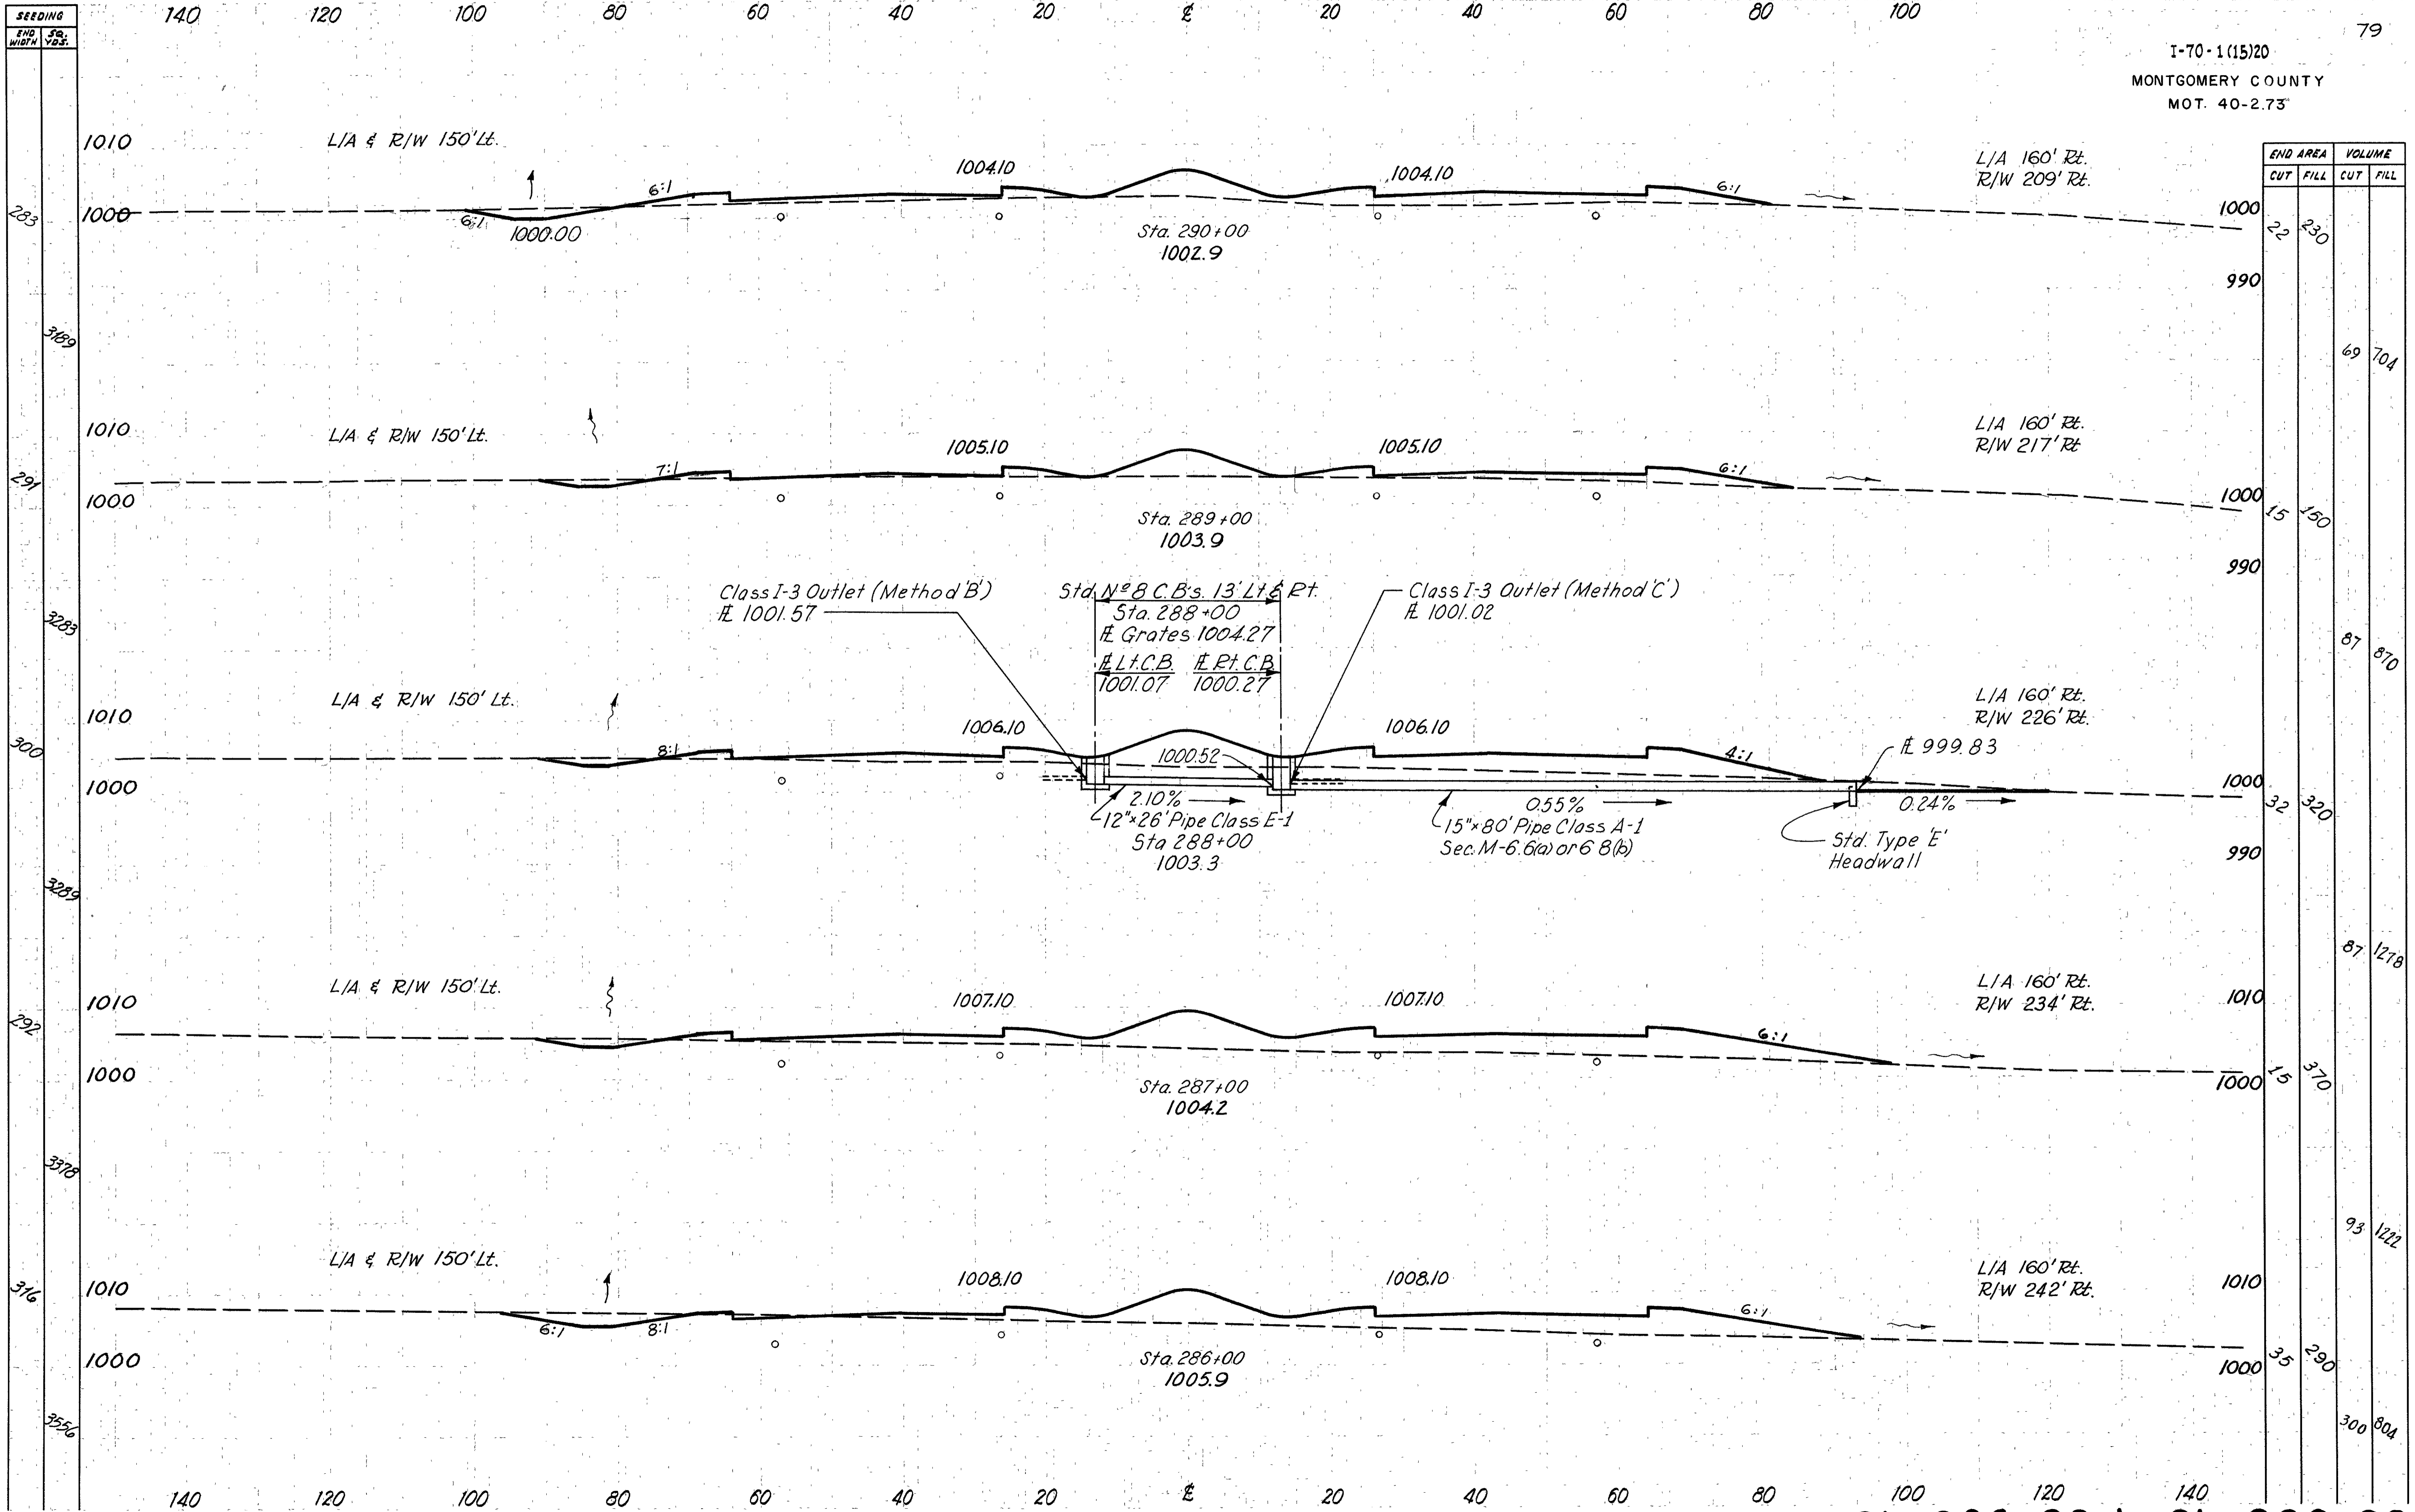 SEEDING
END WIDTH SQ. YDS.
140 120 100 80 60 40 20 ℄ 20 40 60 80 100
79
I-70-1(15)20
MONTGOMERY COUNTY
MOT. 40-2.73
END AREA VOLUME
CUT FILL CUT FILL
1010
L/A & R/W 150' Lt.
6:1
1004.10
1004.10
6:1
L/A 160' Rt.
R/W 209' Rt.
283
1000
6:1
1000.00
Sta. 290+00
1002.9
1000
22 230
990
3189
69 704
1010
L/A & R/W 150' Lt.
7:1
1005.10
1005.10
6:1
L/A 160' Rt.
R/W 217' Rt
291
1000
Sta. 289+00
1003.9
1000
15 150
990
Class I-3 Outlet (Method 'B')
℄ 1001.57
Std. Nº 8 C.B's. 13' Lt & Rt.
Sta. 288+00
℄ Grates 1004.27
℄ Lt. C.B. ℄ Rt. C.B.
1001.07 1000.27
Class I-3 Outlet (Method 'C')
℄ 1001.02
3283
87 870
1010
L/A & R/W 150' Lt.
8:1
1006.10
1000.52
1006.10
4:1
L/A 160' Rt.
R/W 226' Rt.
℄ 999.83
300
1000
2.10%
12"x26' Pipe Class E-1
Sta 288+00
1003.3
0.55%
15"x80' Pipe Class A-1
Sec. M-6.6(a) or 6 8(b)
0.24%
Std. Type 'E'
Headwall
1000
32 320
990
3289
87 1278
1010
L/A & R/W 150' Lt.
1007.10
1007.10
6:1
L/A 160' Rt.
R/W 234' Rt.
1010
292
1000
Sta. 287+00
1004.2
1000
15 370
3378
93 1222
1010
L/A & R/W 150' Lt.
6:1
8:1
1008.10
1008.10
6:1
L/A 160' Rt.
R/W 242' Rt.
1010
316
1000
Sta. 286+00
1005.9
1000
35 290
3556
300 804
140 120 100 80 60 40 20 ℄ 20 40 60 80 100 120 140